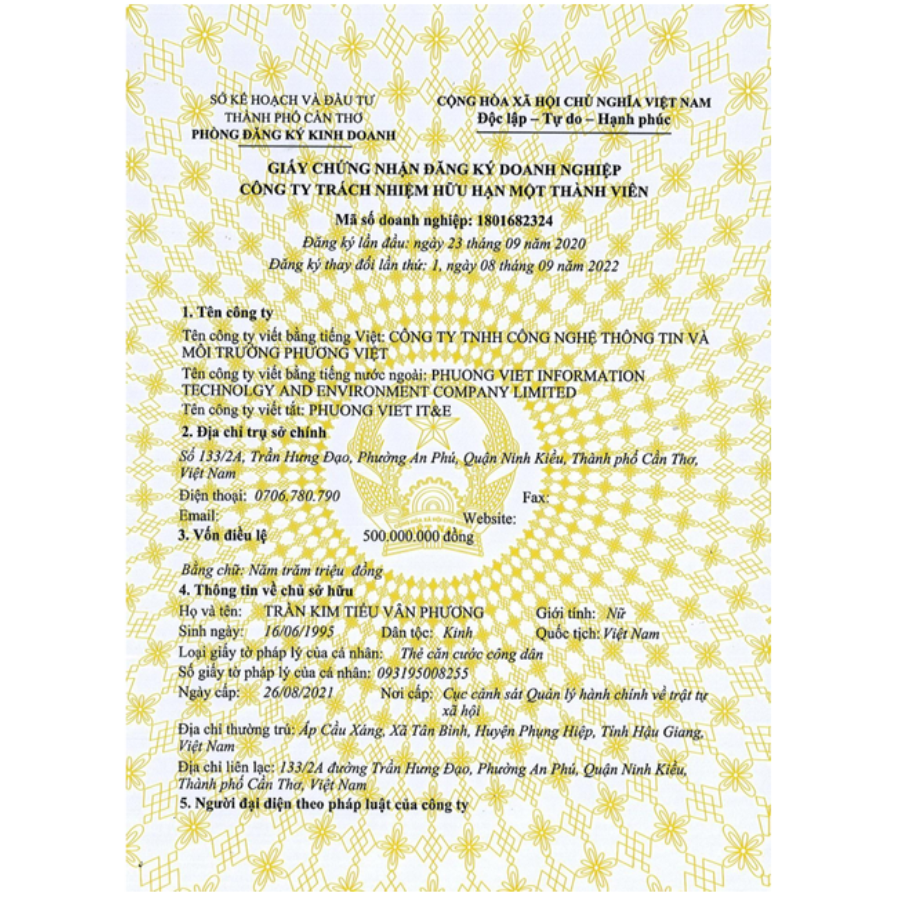 SỞ KẾ HOẠCH VÀ ĐẦU TƯ
THÀNH PHỐ CẦN THƠ
PHÒNG ĐĂNG KÝ KINH DOANH
CỘNG HÒA XÃ HỘI CHỦ NGHĨA VIỆT NAM
Độc lập – Tự do – Hạnh phúc
GIẤY CHỨNG NHẬN ĐĂNG KÝ DOANH NGHIỆP
CÔNG TY TRÁCH NHIỆM HỮU HẠN MỘT THÀNH VIÊN
Mã số doanh nghiệp: 1801682324
Đăng ký lần đầu: ngày 23 tháng 09 năm 2020
Đăng ký thay đổi lần thứ: 1, ngày 08 tháng 09 năm 2022
1. Tên công ty
Tên công ty viết bằng tiếng Việt: CÔNG TY TNHH CÔNG NGHỆ THÔNG TIN VÀ
MÔI TRƯỜNG PHƯƠNG VIỆT
Tên công ty viết bằng tiếng nước ngoài: PHUONG VIET INFORMATION
TECHNOLGY AND ENVIRONMENT COMPANY LIMITED
Tên công ty viết tắt: PHUONG VIET IT&E
2. Địa chỉ trụ sở chính
Số 133/2A, Trần Hưng Đạo, Phường An Phú, Quận Ninh Kiều, Thành phố Cần Thơ,
Việt Nam
Điện thoại: 0706.780.790 Fax:
Email: Website:
3. Vốn điều lệ 500.000.000 đồng
Bằng chữ: Năm trăm triệu đồng
4. Thông tin về chủ sở hữu
Họ và tên: TRẦN KIM TIỂU VÂN PHƯƠNG Giới tính: Nữ
Sinh ngày: 16/06/1995 Dân tộc: Kinh Quốc tịch: Việt Nam
Loại giấy tờ pháp lý của cá nhân: Thẻ căn cước công dân
Số giấy tờ pháp lý của cá nhân: 093195008255
Ngày cấp: 26/08/2021 Nơi cấp: Cục cảnh sát Quản lý hành chính về trật tự
xã hội
Địa chỉ thường trú: Ấp Cầu Xáng, Xã Tân Bình, Huyện Phụng Hiệp, Tỉnh Hậu Giang,
Việt Nam
Địa chỉ liên lạc: 133/2A đường Trần Hưng Đạo, Phường An Phú, Quận Ninh Kiều,
Thành phố Cần Thơ, Việt Nam
5. Người đại diện theo pháp luật của công ty